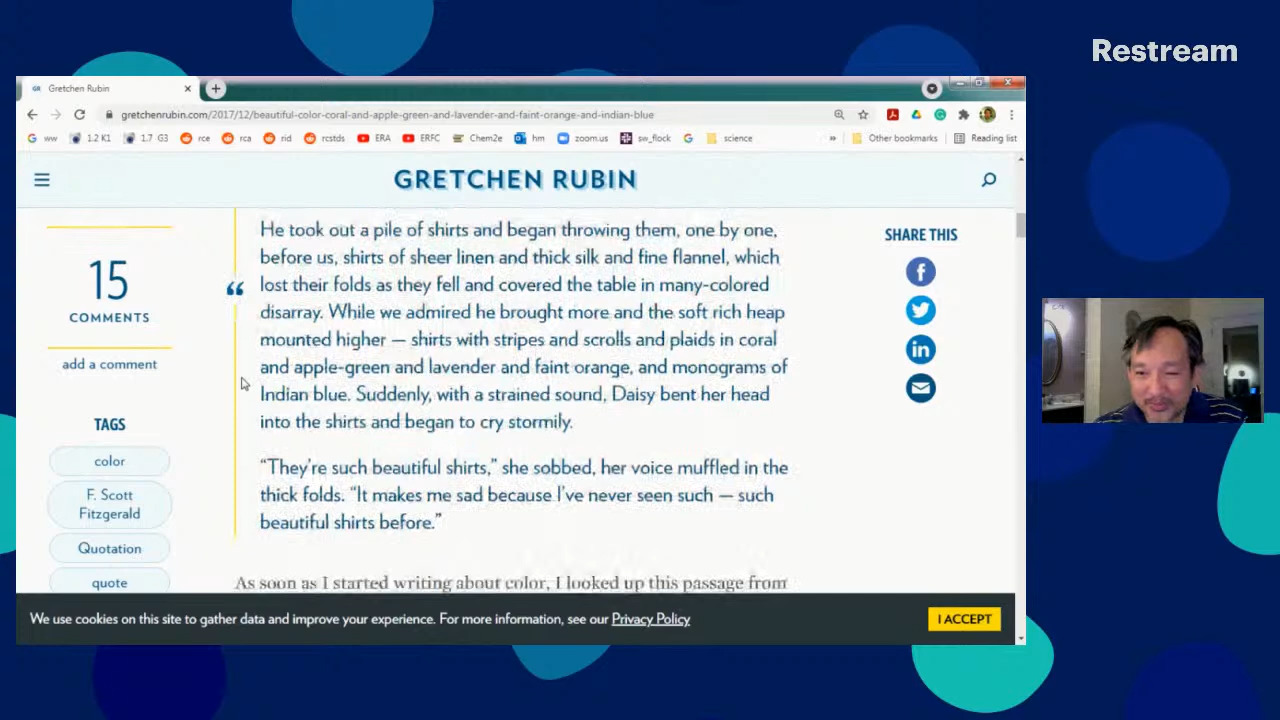 Restream
GR Gretchen Rubin
gretchenrubin.com/2017/12/beautiful-color-coral-and-apple-green-and-lavender-and-faint-orange-and-indian-blue
ww 1.2 K1 1.7 G3 rce rca rid rcstds ERA ERFC Chem2e hm zoom.us sw_flock science » Other bookmarks Reading list
GRETCHEN RUBIN
15
COMMENTS
add a comment
TAGS
color
F. Scott
Fitzgerald
Quotation
quote
“
He took out a pile of shirts and began throwing them, one by one,
before us, shirts of sheer linen and thick silk and fine flannel, which
lost their folds as they fell and covered the table in many-colored
disarray. While we admired he brought more and the soft rich heap
mounted higher — shirts with stripes and scrolls and plaids in coral
and apple-green and lavender and faint orange, and monograms of
Indian blue. Suddenly, with a strained sound, Daisy bent her head
into the shirts and began to cry stormily.
“They’re such beautiful shirts,” she sobbed, her voice muffled in the
thick folds. “It makes me sad because I’ve never seen such — such
beautiful shirts before.”
As soon as I started writing about color, I looked up this passage from
SHARE THIS
We use cookies on this site to gather data and improve your experience. For more information, see our Privacy Policy
I ACCEPT